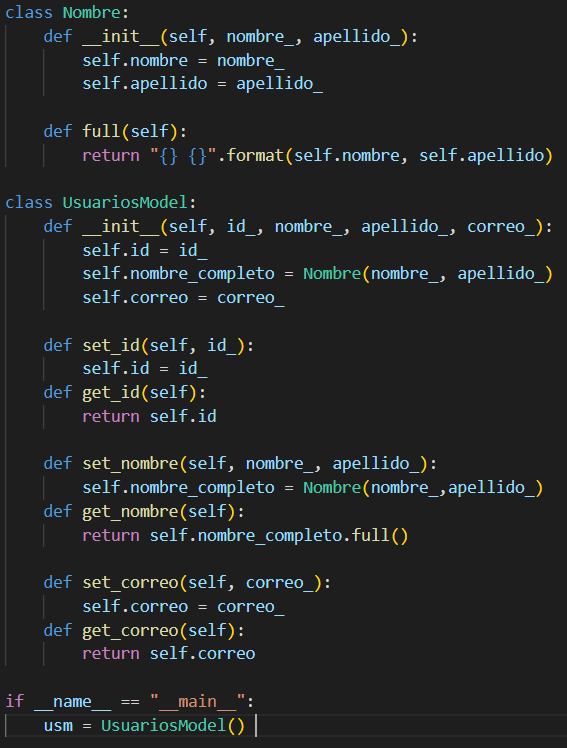 class Nombre:
    def __init__(self, nombre_, apellido_):
        self.nombre = nombre_
        self.apellido = apellido_

    def full(self):
        return "{} {}".format(self.nombre, self.apellido)

class UsuariosModel:
    def __init__(self, id_, nombre_, apellido_, correo_):
        self.id = id_
        self.nombre_completo = Nombre(nombre_, apellido_)
        self.correo = correo_

    def set_id(self, id_):
        self.id = id_
    def get_id(self):
        return self.id

    def set_nombre(self, nombre_, apellido_):
        self.nombre_completo = Nombre(nombre_,apellido_)
    def get_nombre(self):
        return self.nombre_completo.full()

    def set_correo(self, correo_):
        self.correo = correo_
    def get_correo(self):
        return self.correo

if __name__ == "__main__":
    usm = UsuariosModel()